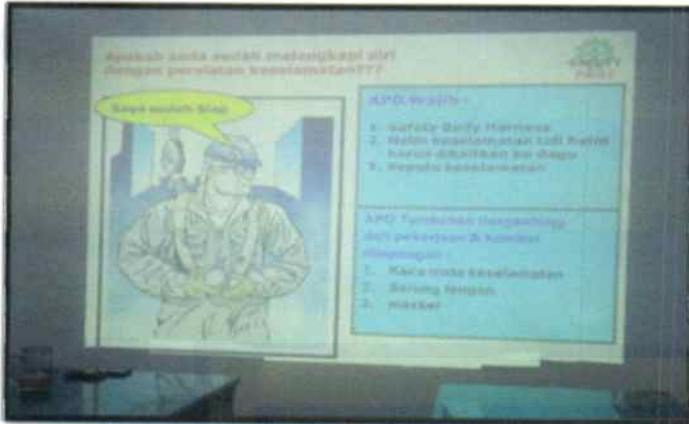 Apakah anda sudah melengkapi diri
dengan peralatan keselamatan???
Saya sudah Siap
APD Wajib :
1. Safety Body Harness
2. Helm keselamatan tali helm
harus dikaitkan ke dagu
3. Sepatu keselamatan
APD Tambahan tergantung
dari pekerjaan & kondisi
dilapangan :
1. Kaca mata keselamatan
2. Sarung tangan
3. masker
SAFETY
FIRST